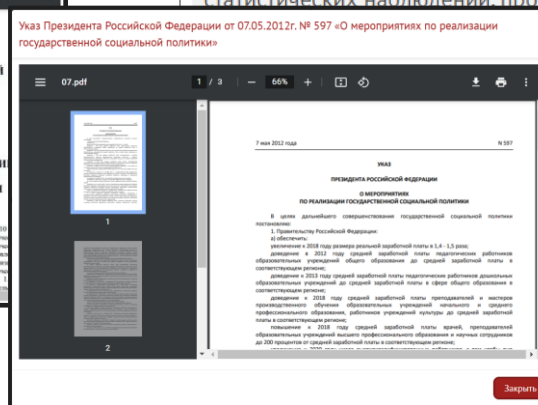 статистических наблюдений, про
Указ Президента Российской Федерации от 07.05.2012г. № 597 «О мероприятиях по реализации
государственной социальной политики»
07.pdf
1 / 3
66%
1
2
7 мая 2012 года
N 597
УКАЗ
ПРЕЗИДЕНТА РОССИЙСКОЙ ФЕДЕРАЦИИ
О МЕРОПРИЯТИЯХ
ПО РЕАЛИЗАЦИИ ГОСУДАРСТВЕННОЙ СОЦИАЛЬНОЙ ПОЛИТИКИ
В целях дальнейшего совершенствования государственной социальной политики
постановляю:
1. Правительству Российской Федерации:
а) обеспечить:
увеличение к 2018 году размера реальной заработной платы в 1,4 - 1,5 раза;
доведение в 2012 году средней заработной платы педагогических работников
образовательных учреждений общего образования до средней заработной платы в
соответствующем регионе;
доведение к 2013 году средней заработной платы педагогических работников дошкольных
образовательных учреждений до средней заработной платы в сфере общего образования в
соответствующем регионе;
доведение к 2018 году средней заработной платы преподавателей и мастеров
производственного обучения образовательных учреждений начального и среднего
профессионального образования, работников учреждений культуры до средней заработной
платы в соответствующем регионе;
повышение к 2018 году средней заработной платы врачей, преподавателей
образовательных учреждений высшего профессионального образования и научных сотрудников
до 200 процентов от средней заработной платы в соответствующем регионе;
Закрыть